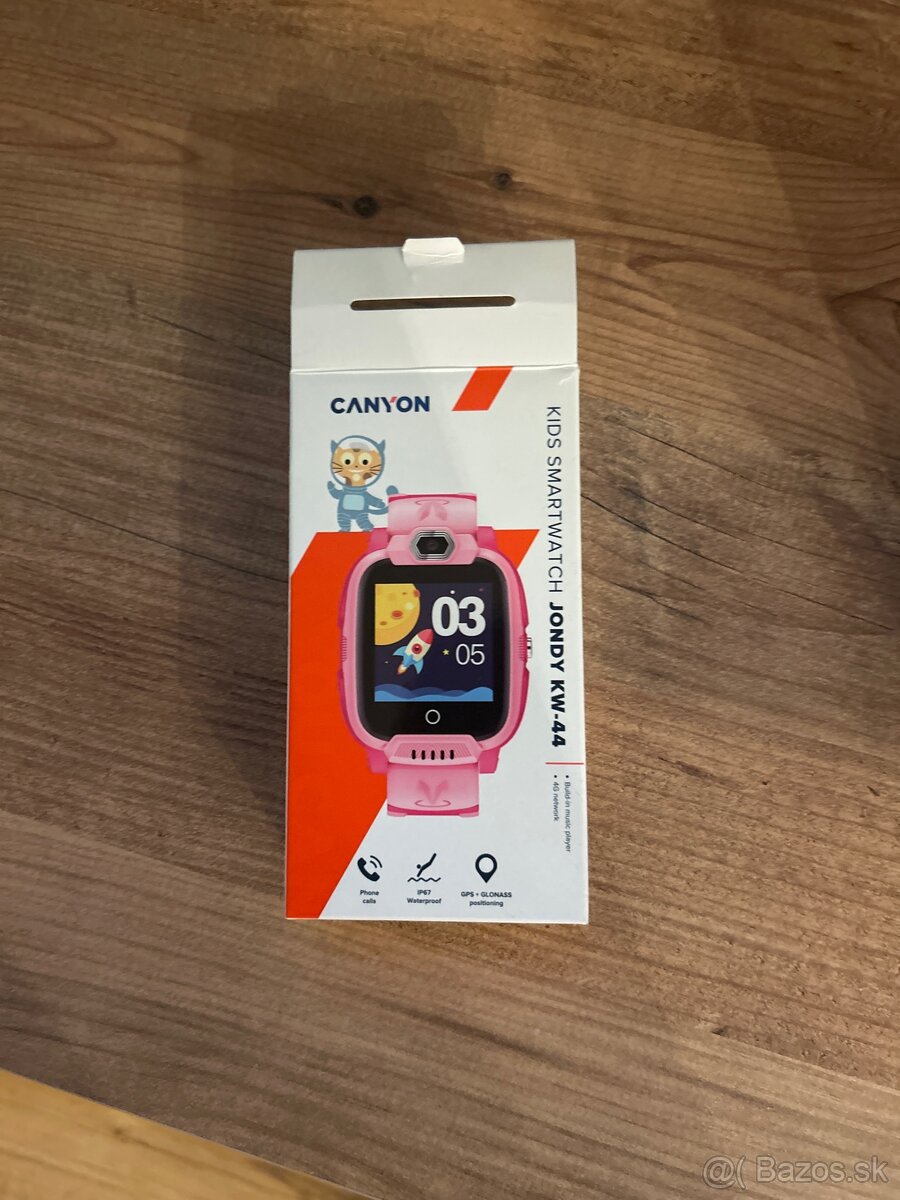 CANYON
KIDS SMARTWATCH JONDY KW-44
03
05
• Build-in music player
• 4G network
Phone
calls
IP67
Waterproof
GPS + GLONASS
positioning
@( Bazos.sk